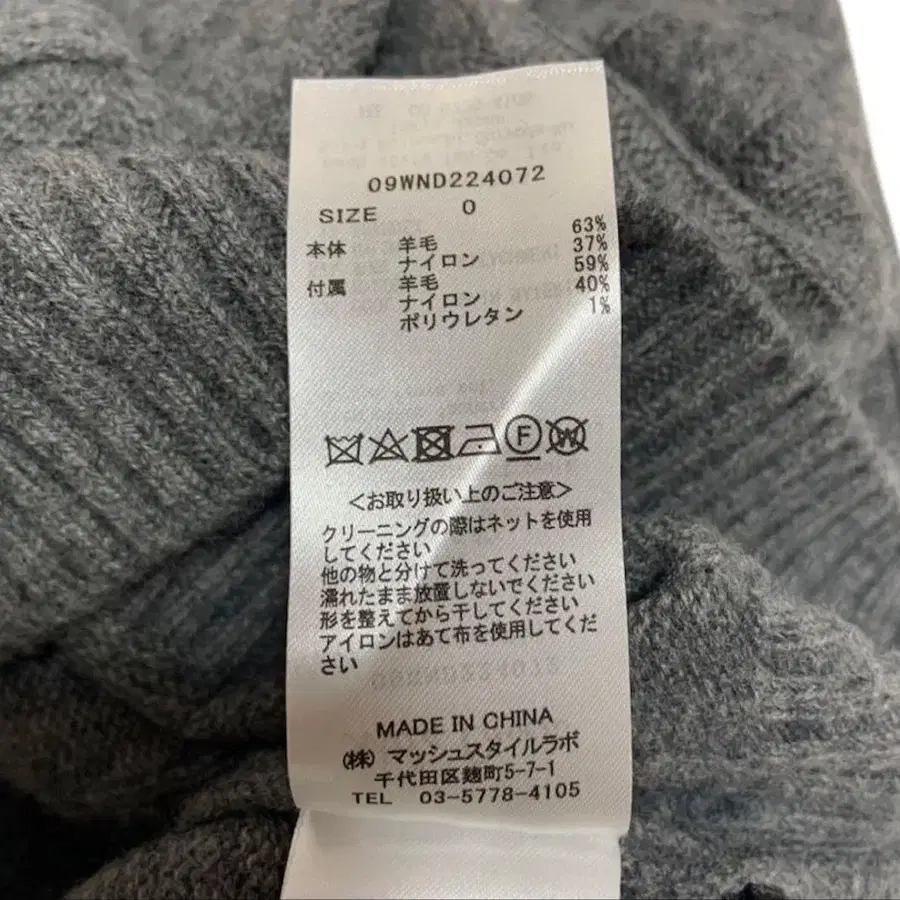 09WND224072
SIZE 0
63%
本体 羊毛 37%
ナイロン 59%
付属 羊毛 40%
ナイロン 1%
ポリウレタン
F W
<お取り扱い上のご注意>
クリーニングの際はネットを使用
してください
他の物と分けて洗ってください
濡れたまま放置しないでください
形を整えてから干してください
アイロンはあて布を使用してくだ
さい
MADE IN CHINA
(株) マッシュスタイルラボ
千代田区麹町5-7-1
TEL 03-5778-4105